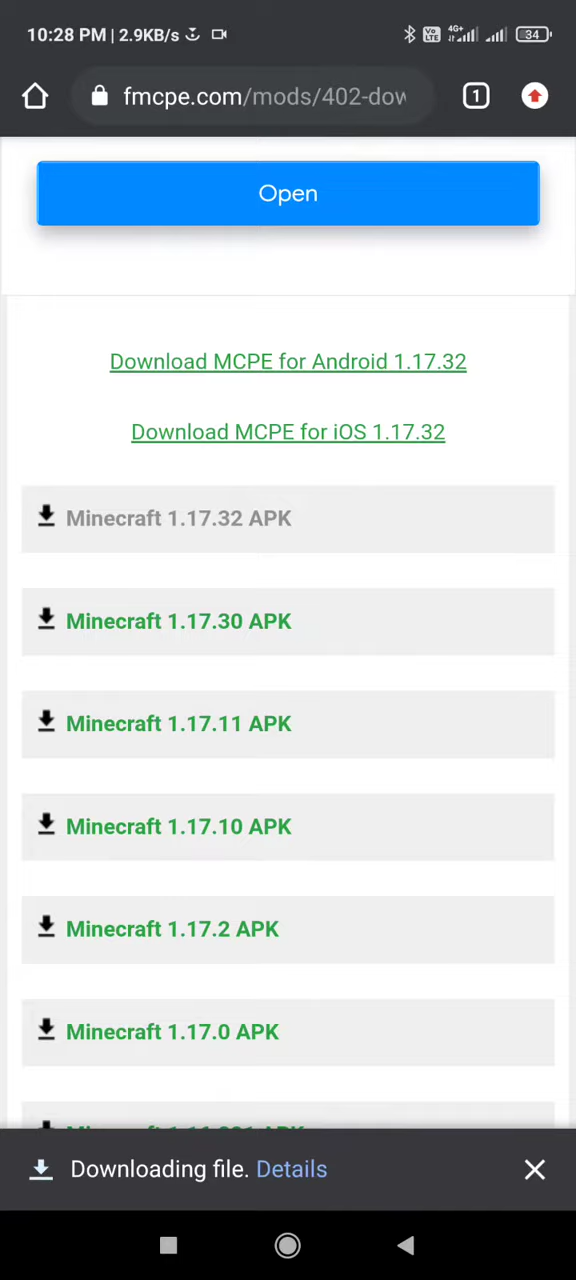 10:28 PM | 2.9KB/s
Vo LTE 4G+ 34
fmcpe.com/mods/402-dow
1
Open
Download MCPE for Android 1.17.32
Download MCPE for iOS 1.17.32
Minecraft 1.17.32 APK
Minecraft 1.17.30 APK
Minecraft 1.17.11 APK
Minecraft 1.17.10 APK
Minecraft 1.17.2 APK
Minecraft 1.17.0 APK
Downloading file. Details